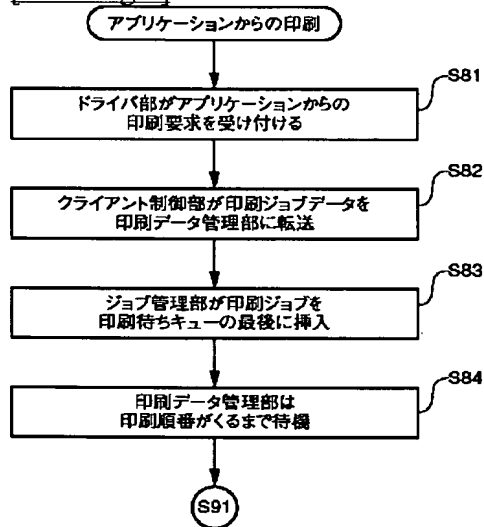 アプリケーションからの印刷
S81
ドライバ部がアプリケーションからの
印刷要求を受け付ける
S82
クライアント制御部が印刷ジョブデータを
印刷データ管理部に転送
S83
ジョブ管理部が印刷ジョブを
印刷待ちキューの最後に挿入
S84
印刷データ管理部は
印刷順番がくるまで待機
S91